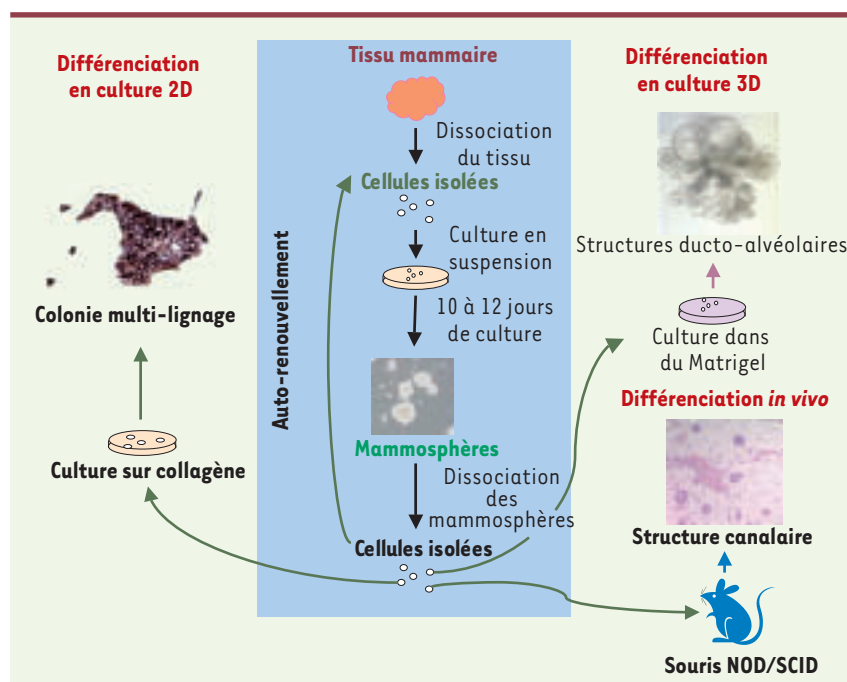 Différenciation
en culture 2D
Colonie multi-lignage
Culture sur collagène
Tissu mammaire
Dissociation
du tissu
Cellules isolées
Culture en
suspension
10 à 12 jours
de culture
Auto-renouvellement
Mammosphères
Dissociation
des
mammosphères
Cellules isolées
Différenciation
en culture 3D
Structures ducto-alvéolaires
Culture dans
du Matrigel
Différenciation in vivo
Structure canalaire
Souris NOD/SCID